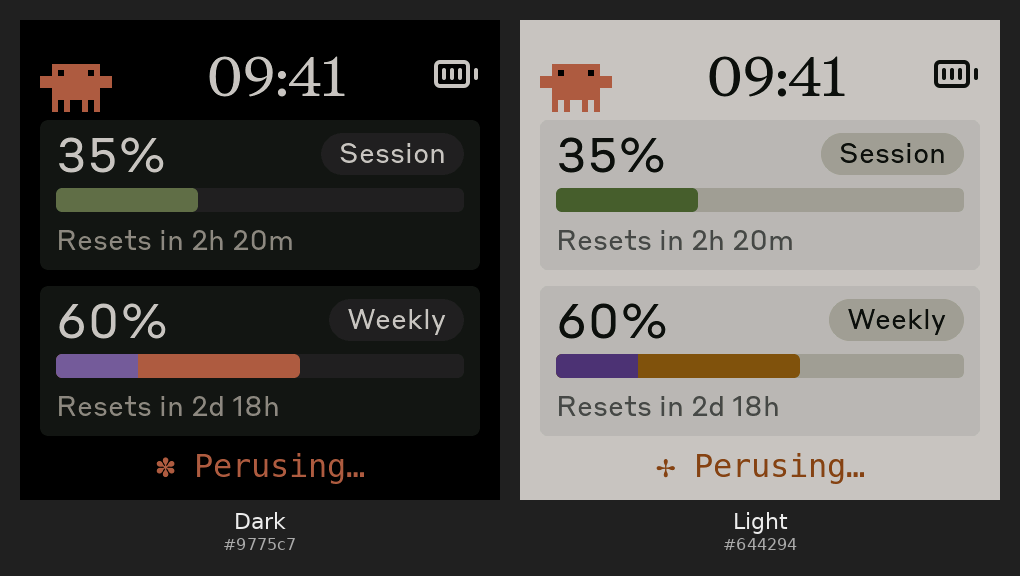 09:41 09:41
35% Session 35% Session
Resets in 2h 20m Resets in 2h 20m
60% Weekly 60% Weekly
Resets in 2d 18h Resets in 2d 18h
✽ Perusing… ✢ Perusing…
Dark Light
#9775c7 #644294